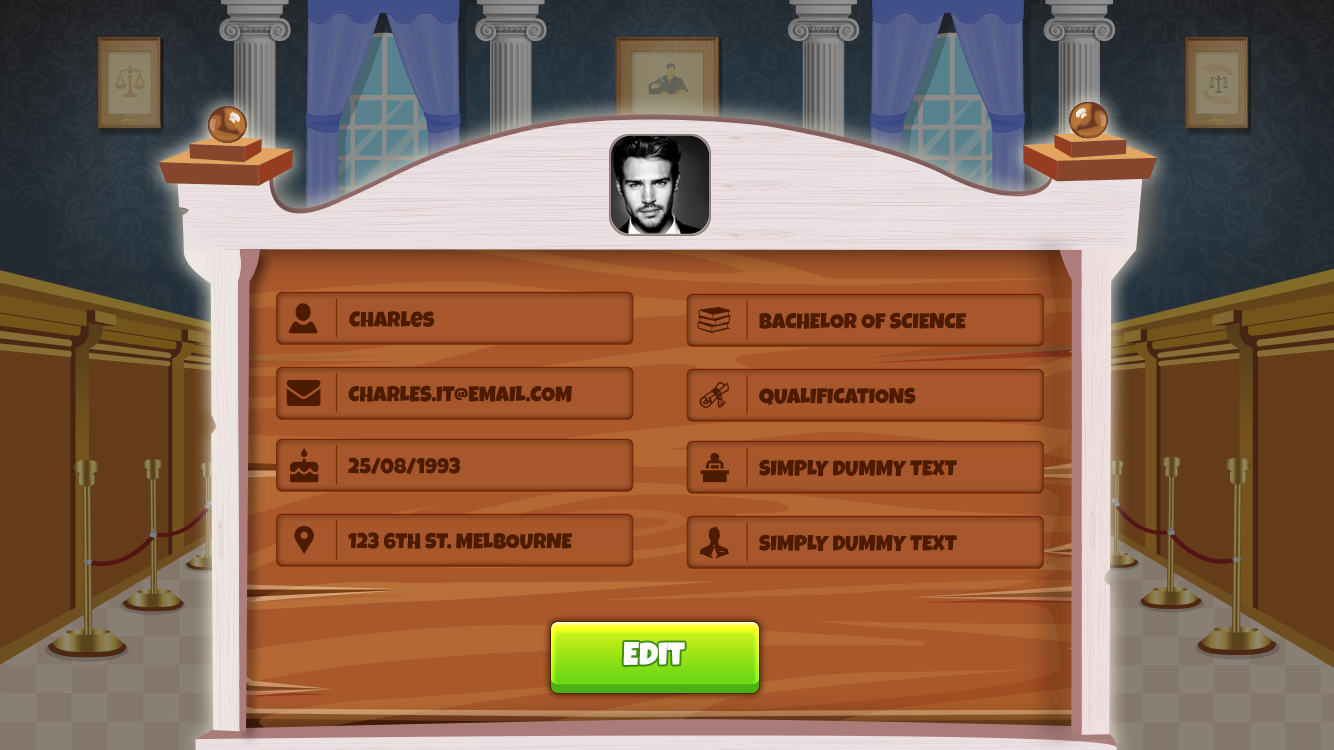 CHARLES
CHARLES.IT@EMAIL.COM
25/08/1993
123 6TH ST. MELBOURNE
BACHELOR OF SCIENCE
QUALIFICATIONS
SIMPLY DUMMY TEXT
SIMPLY DUMMY TEXT
EDIT